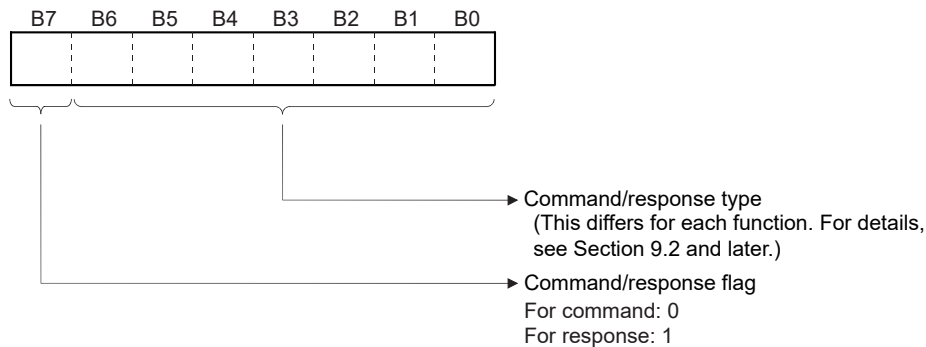 B7 B6 B5 B4 B3 B2 B1 B0
Command/response type
(This differs for each function. For details,
see Section 9.2 and later.)
Command/response flag
For command: 0
For response: 1